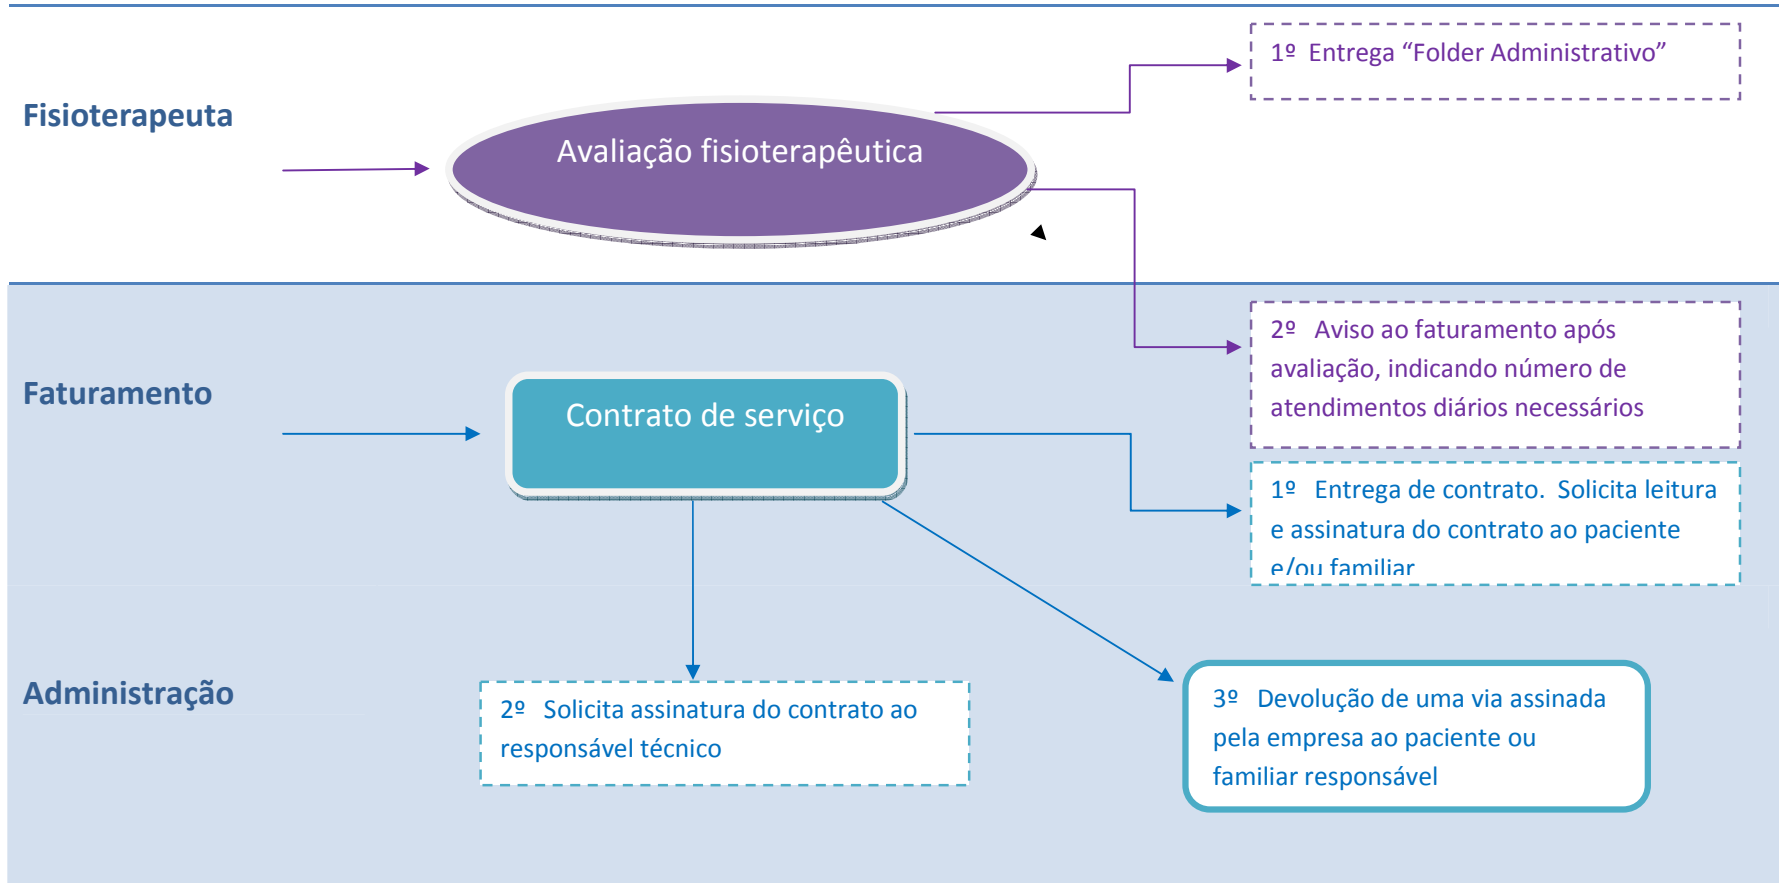 Fisioterapeuta
Avaliação fisioterapêutica
1º Entrega “Folder Administrativo”
Faturamento
Contrato de serviço
2º Aviso ao faturamento após
avaliação, indicando número de
atendimentos diários necessários
1º Entrega de contrato. Solicita leitura
e assinatura do contrato ao paciente
e/ou familiar
Administração
2º Solicita assinatura do contrato ao
responsável técnico
3º Devolução de uma via assinada
pela empresa ao paciente ou
familiar responsável